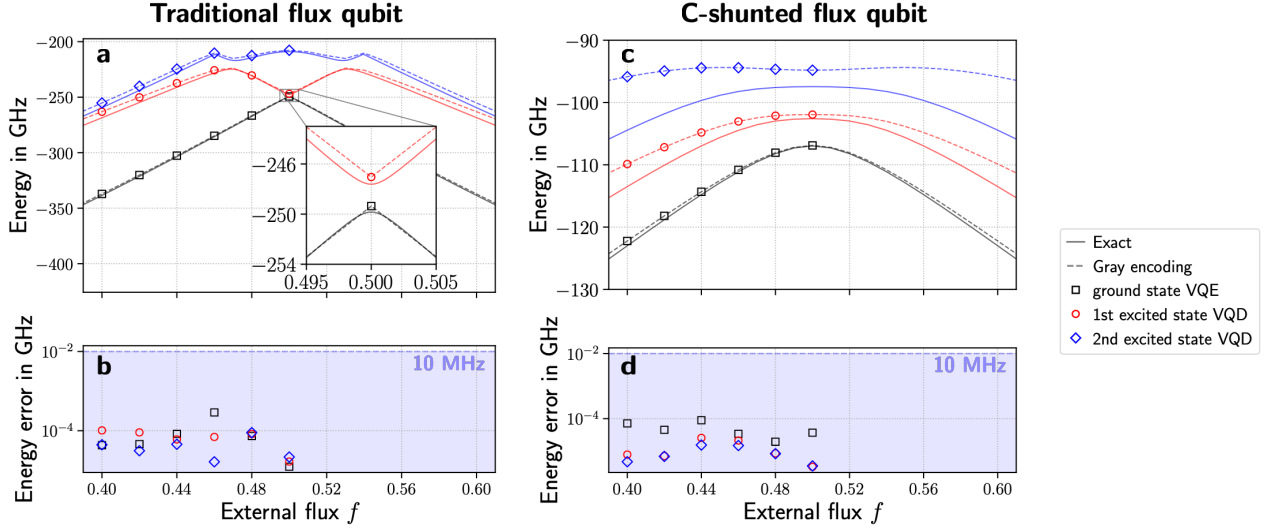 Traditional flux qubit
C-shunted flux qubit
a
−200
−250
−300
−350
−400
Energy in GHz
−246
−250
−254
0.495 0.500 0.505
c
−90
−100
−110
−120
−130
Energy in GHz
Exact
Gray encoding
ground state VQE
1st excited state VQD
2nd excited state VQD
b
10 MHz
10⁻²
10⁻⁴
Energy error in GHz
0.40 0.44 0.48 0.52 0.56 0.60
External flux f
d
10 MHz
10⁻²
10⁻⁴
Energy error in GHz
0.40 0.44 0.48 0.52 0.56 0.60
External flux f